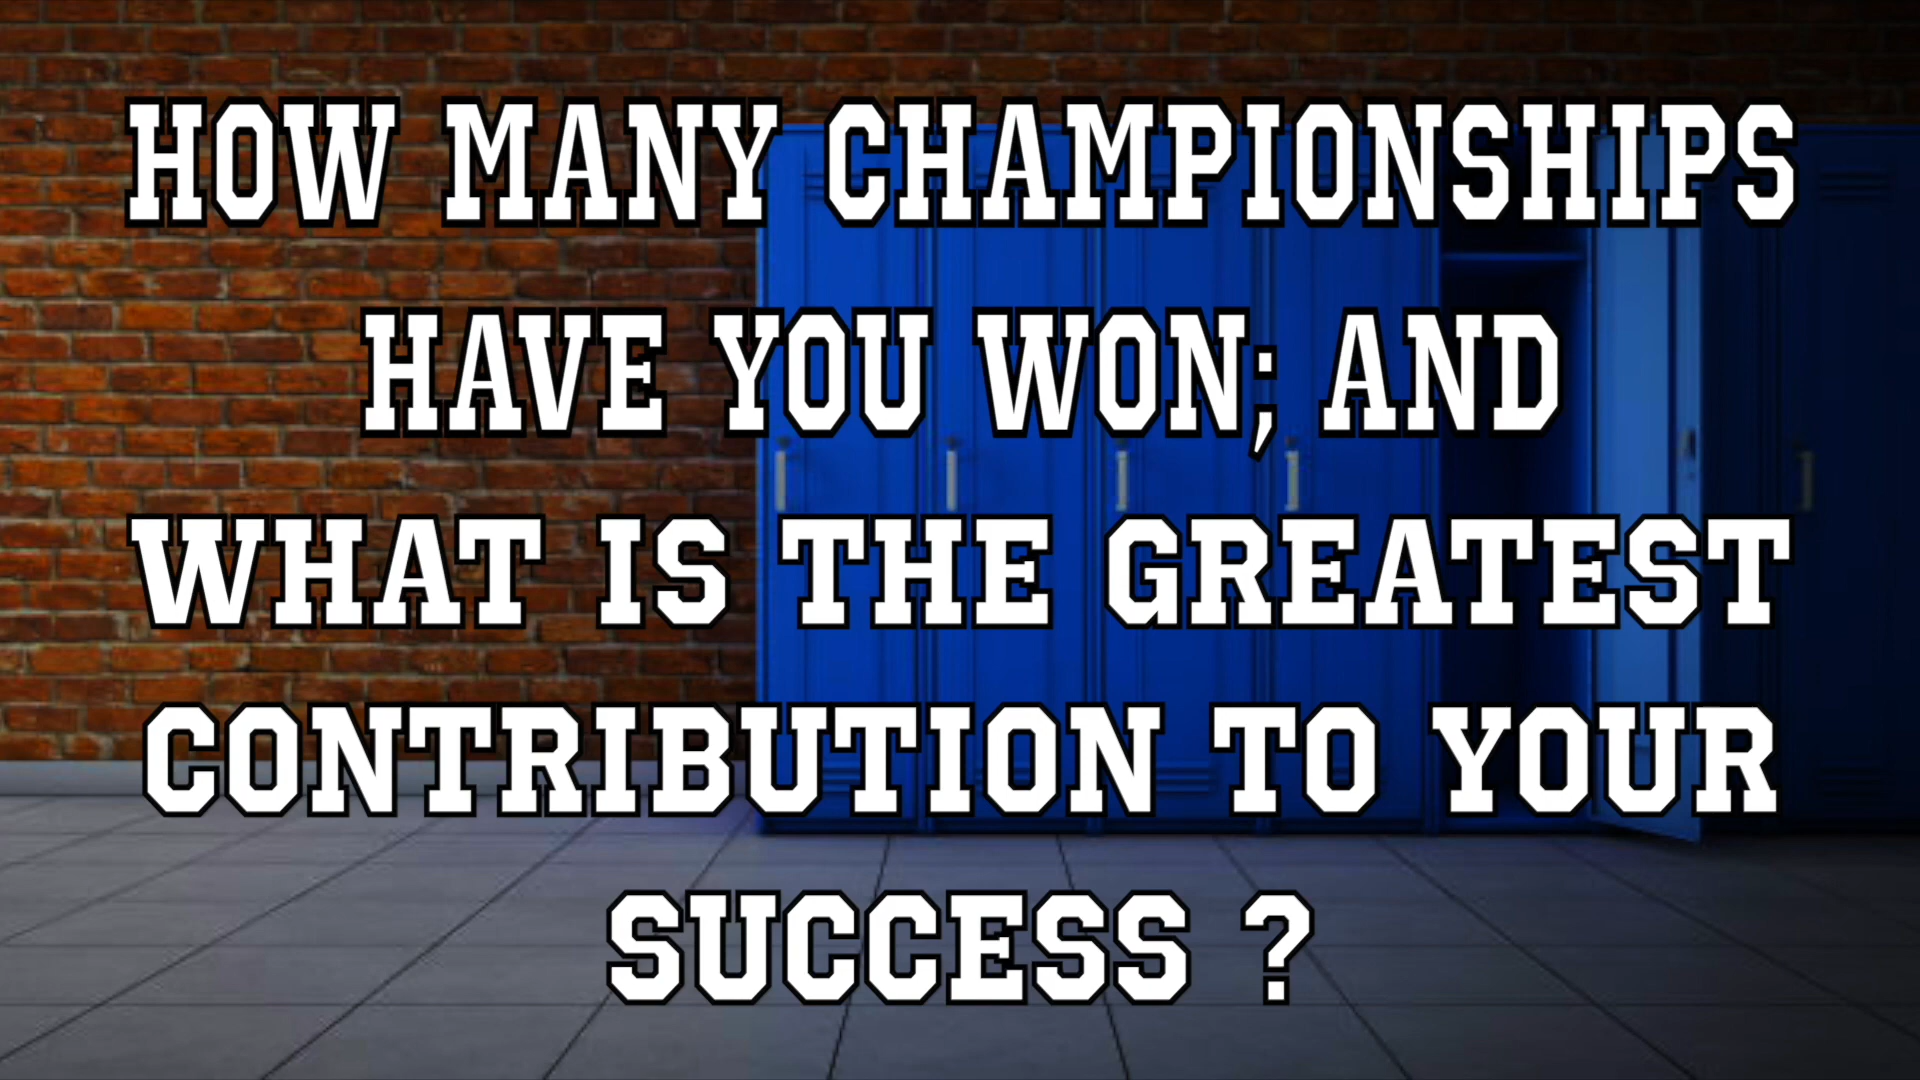 HOW MANY CHAMPIONSHIPS
HAVE YOU WON; AND
WHAT IS THE GREATEST
CONTRIBUTION TO YOUR
SUCCESS ?